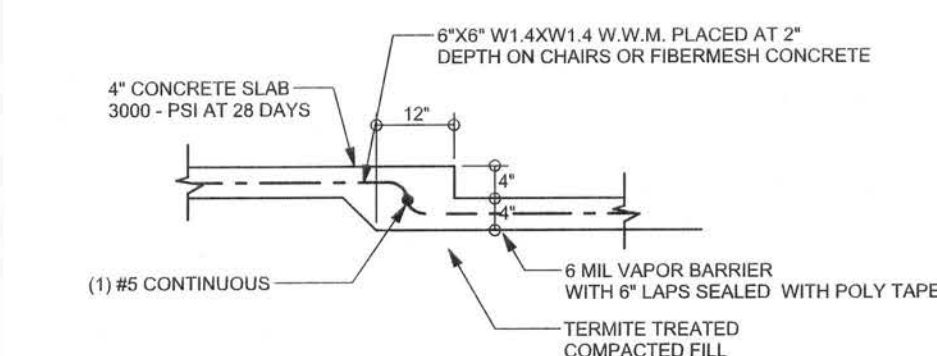 6"X6" W1.4XW1.4 W.W.M. PLACED AT 2"
DEPTH ON CHAIRS OR FIBERMESH CONCRETE
4" CONCRETE SLAB
3000 - PSI AT 28 DAYS
12"
4"
4"
(1) #5 CONTINUOUS
6 MIL VAPOR BARRIER
WITH 6" LAPS SEALED WITH POLY TAPE
TERMITE TREATED
COMPACTED FILL